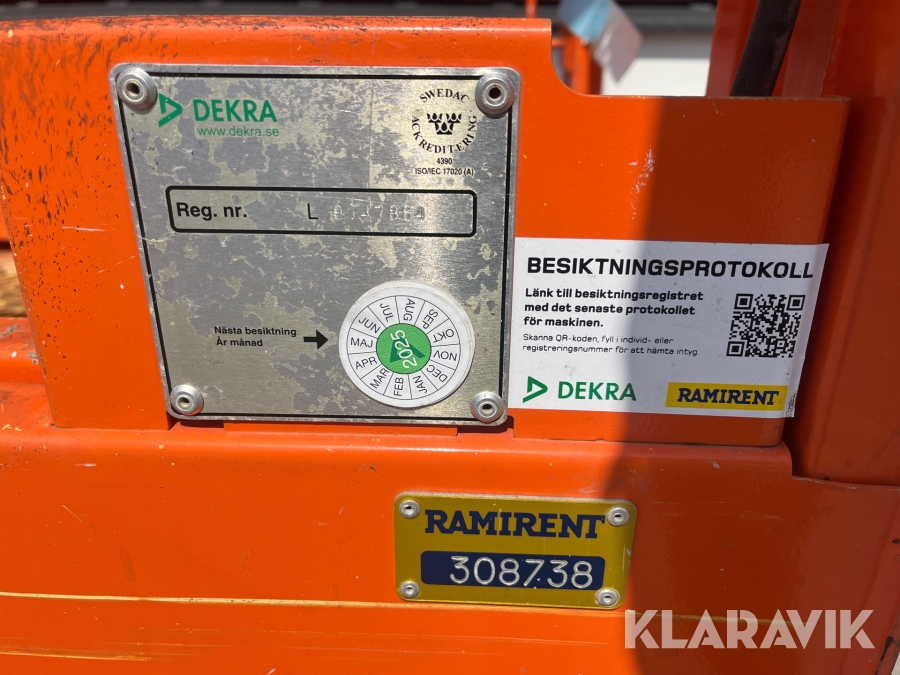 DEKRA
www.dekra.se
SWEDAC
ACKREDITERING
4390
ISO/IEC 17020 (A)
Reg. nr. L
Nästa besiktning
År månad
2025
JAN
FEB
MAR
APR
MAJ
JUN
JUL
AUG
SEP
OKT
NOV
DEC
BESIKTNINGSPROTOKOLL
Länk till besiktningsregistret
med det senaste protokollet
för maskinen.
Skanna QR-koden, fyll i individ- eller
registreringsnummer för att hämta intyg.
DEKRA
RAMIRENT
RAMIRENT
308738
KLARAVIK